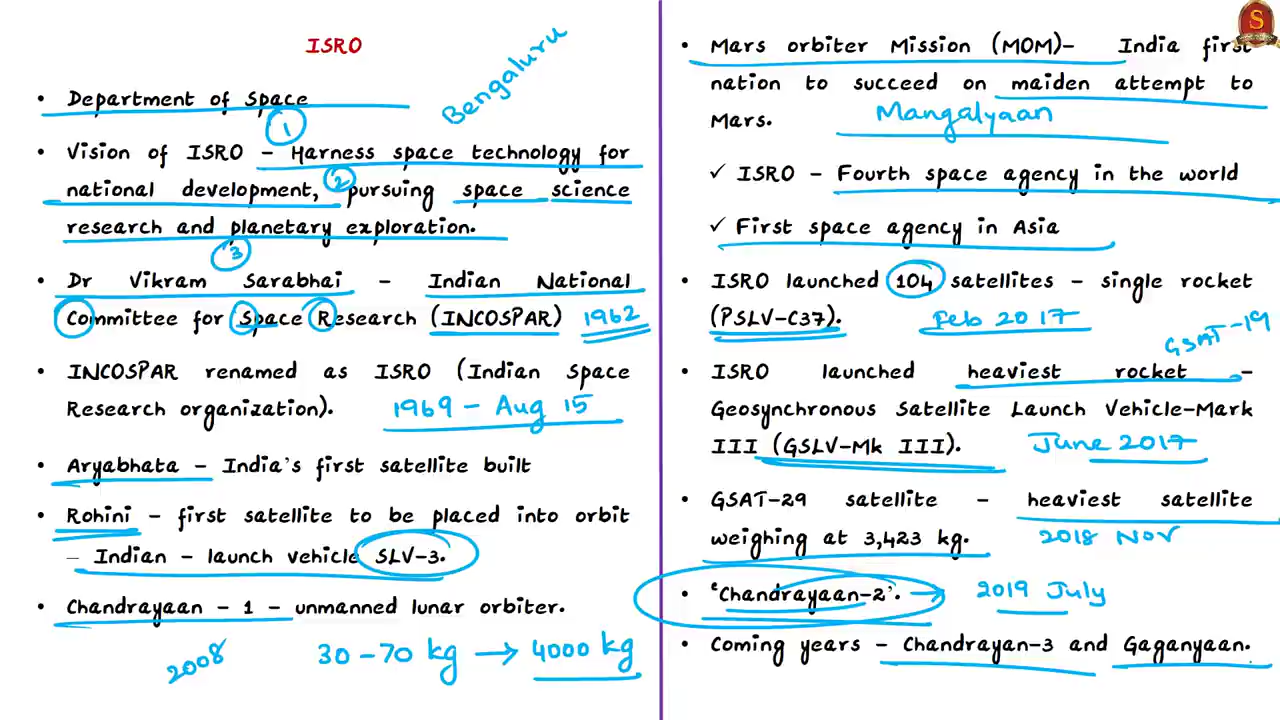 ISRO
Bengaluru
• Department of Space
1
• Vision of ISRO – Harness space technology for
national development, 2 pursuing space science
research and planetary exploration.
3
• Dr Vikram Sarabhai – Indian National
Committee for Space Research (INCOSPAR) 1962
• INCOSPAR renamed as ISRO (Indian Space
Research organization). 1969 – Aug 15
• Aryabhata – India's first satellite built
• Rohini – first satellite to be placed into orbit
– Indian – launch vehicle SLV-3.
• Chandrayaan – 1 – unmanned lunar orbiter.
2008 30-70 kg → 4000 kg
S
• Mars orbiter Mission (MOM)– India first
nation to succeed on maiden attempt to
Mars. Mangalyaan
✓ ISRO – Fourth space agency in the world
✓ First space agency in Asia
• ISRO launched 104 satellites – single rocket
(PSLV-C37). Feb 2017
GSAT-19
• ISRO launched heaviest rocket –
Geosynchronous Satellite Launch Vehicle-Mark
III (GSLV-Mk III). June 2017
• GSAT-29 satellite – heaviest satellite
weighing at 3,423 kg. 2018 Nov
• 'Chandrayaan-2'. → 2019 July
• Coming years – Chandrayan-3 and Gaganyaan.